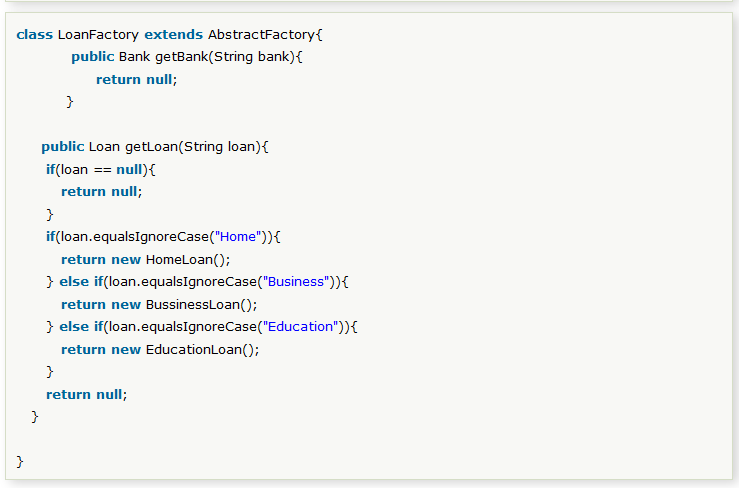 class LoanFactory extends AbstractFactory{
public Bank getBank(String bank){
return null;
}
public Loan getLoan(String loan){
if(loan == null){
return null;
}
if(loan.equalsIgnoreCase("Home")){
return new HomeLoan();
} else if(loan.equalsIgnoreCase("Business")){
return new BussinessLoan();
} else if(loan.equalsIgnoreCase("Education")){
return new EducationLoan();
}
return null;
}
}